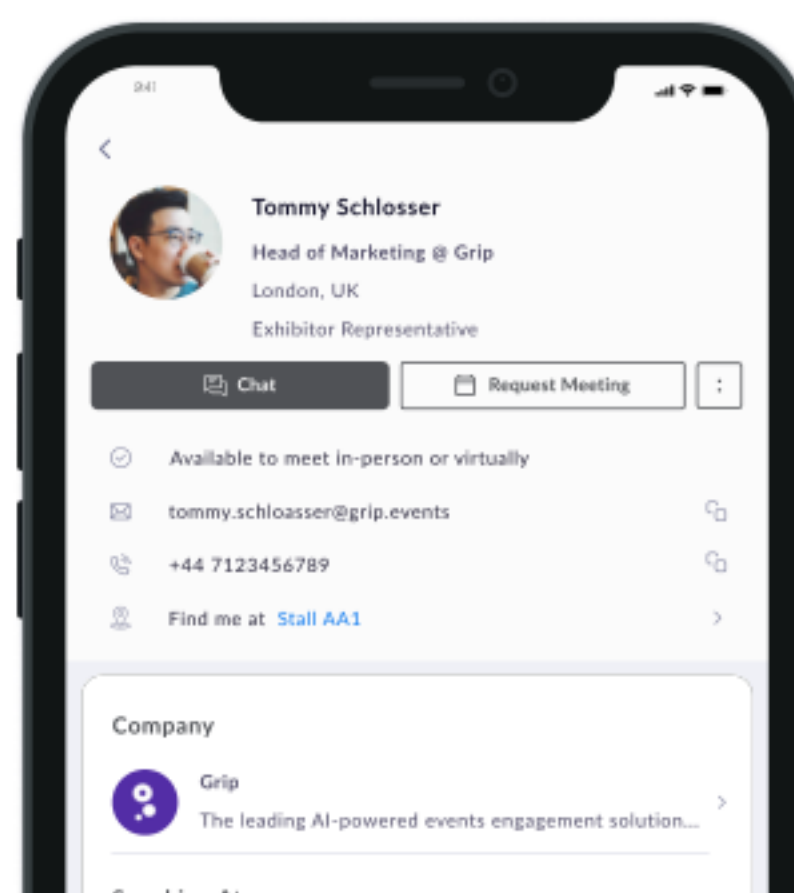 9:41
Tommy Schlosser
Head of Marketing @ Grip
London, UK
Exhibitor Representative
Chat
Request Meeting
Available to meet in-person or virtually
tommy.schloasser@grip.events
+44 7123456789
Find me at Stall AA1
Company
Grip
The leading AI-powered events engagement solution...